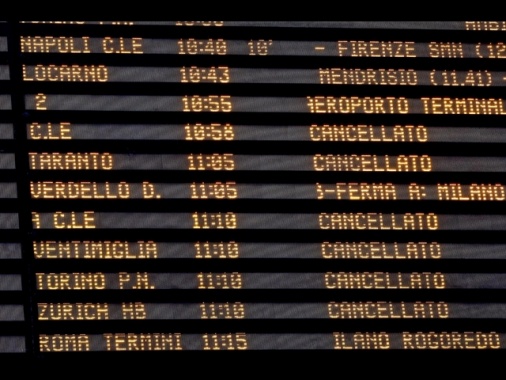 NAPOLI C.LE 10:40 10' - FIRENZE SMN (12
LOCARNO 10:43 MENDRISIO (11.41) -
2 10:55 AEROPORTO TERMINAL
C.LE 10:58 CANCELLATO
TARANTO 11:05 CANCELLATO
VERDELLO D. 11:05 )-FERMA A: MILANO
C.LE 11:10 CANCELLATO
VENTIMIGLIA 11:10 CANCELLATO
TORINO P.N. 11:10 CANCELLATO
ZURICH HB 11:10 CANCELLATO
ROMA TERMINI 11:15 ILANO ROGOREDO